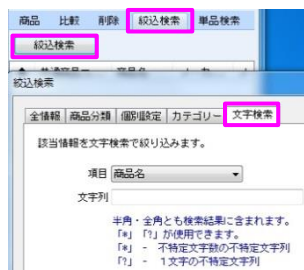 商品 比較 削除 絞込検索 単品検索
絞込検索
絞込検索
全情報 商品分類 個別設定 カテゴリー 文字検索
該当情報を文字検索で絞り込みます。
項目 商品名
文字列
半角・全角とも検索結果に含まれます。
「*」「?」が使用できます。
「*」 - 不特定文字数の不特定文字列
「?」 - 1文字の不特定文字列